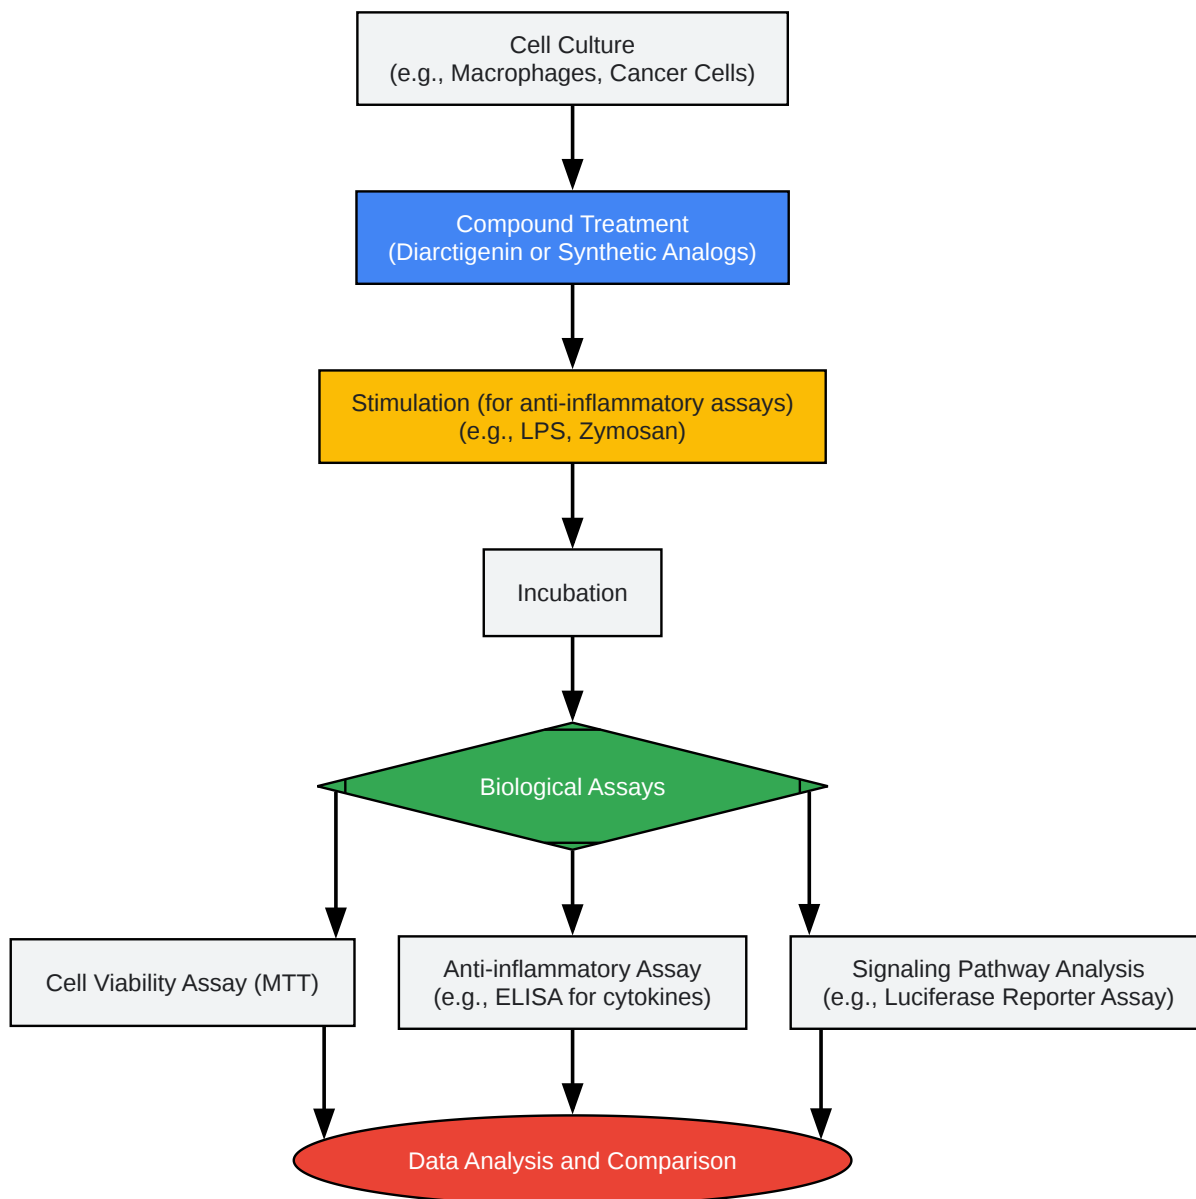 Cell Culture
(e.g., Macrophages, Cancer Cells)
Compound Treatment
(Diarctigenin or Synthetic Analogs)
Stimulation (for anti-inflammatory assays)
(e.g., LPS, Zymosan)
Incubation
Biological Assays
Cell Viability Assay (MTT)
Anti-inflammatory Assay
(e.g., ELISA for cytokines)
Signaling Pathway Analysis
(e.g., Luciferase Reporter Assay)
Data Analysis and Comparison